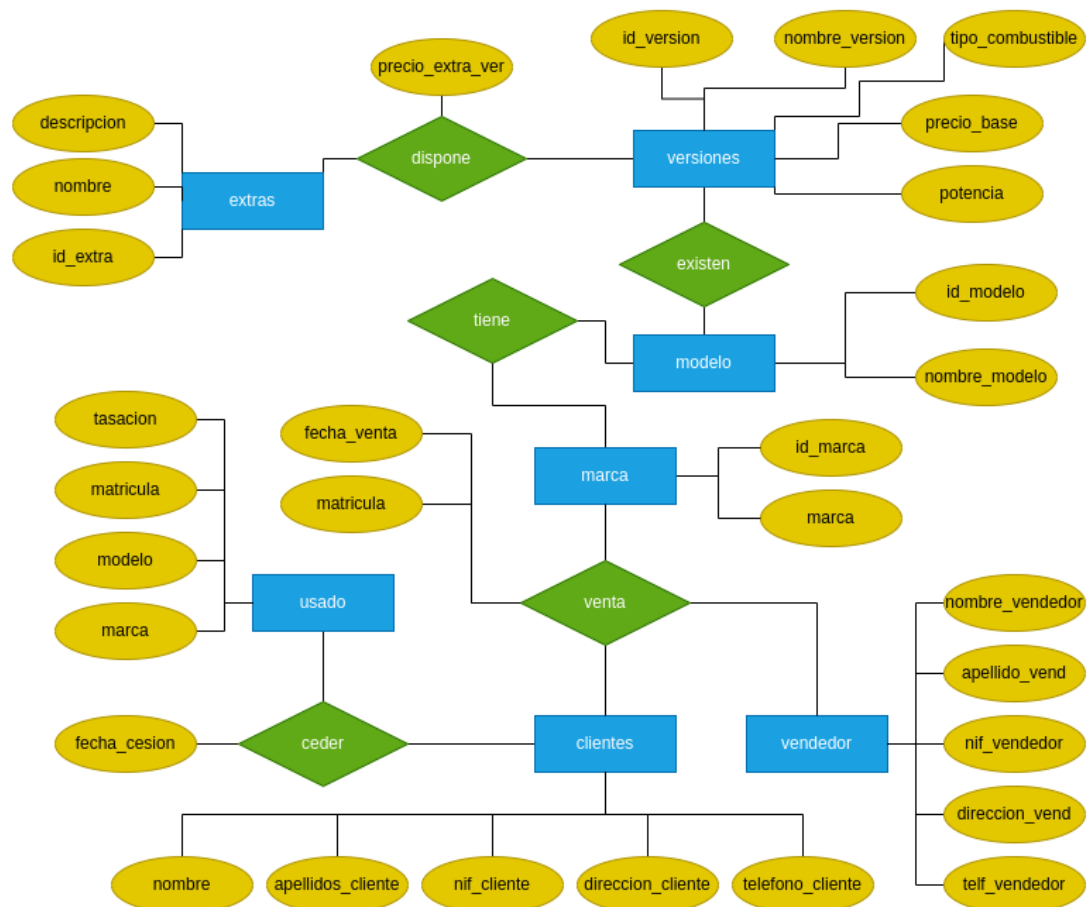 id_version
nombre_version
tipo_combustible
precio_extra_ver
descripcion
precio_base
dispone
versiones
nombre
extras
potencia
id_extra
existen
id_modelo
tiene
modelo
nombre_modelo
tasacion
fecha_venta
id_marca
marca
matricula
matricula
marca
modelo
usado
venta
nombre_vendedor
marca
apellido_vend
fecha_cesion
ceder
clientes
vendedor
nif_vendedor
direccion_vend
nombre
apellidos_cliente
nif_cliente
direccion_cliente
telefono_cliente
telf_vendedor